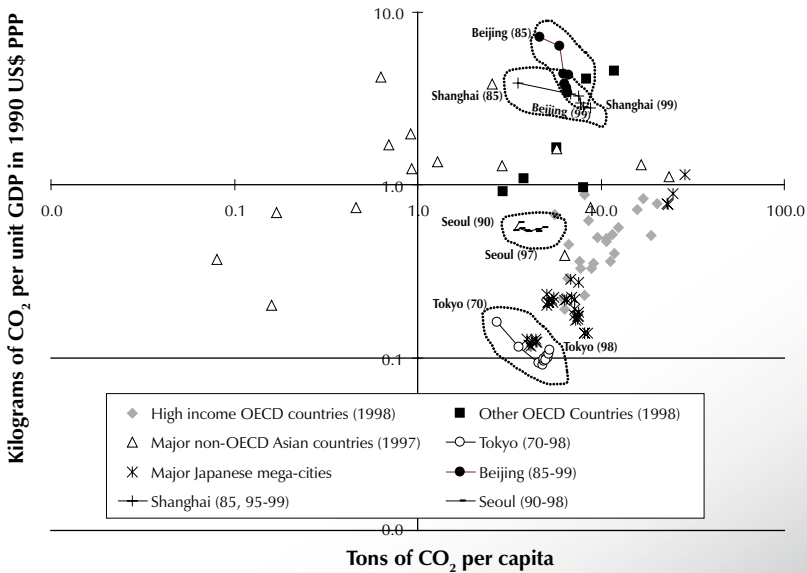 Kilograms of CO2 per unit GDP in 1990 US$ PPP
10.0
Beijing (85)
Shanghai (85)
Beijing (99)
Shanghai (99)
1.0
0.0
0.1
1.0
10.0
100.0
Seoul (90)
Seoul (97)
Tokyo (70)
Tokyo (98)
0.1
High income OECD countries (1998)
Other OECD Countries (1998)
Major non-OECD Asian countries (1997)
Tokyo (70-98)
Major Japanese mega-cities
Beijing (85-99)
Shanghai (85, 95-99)
Seoul (90-98)
0.0
Tons of CO2 per capita